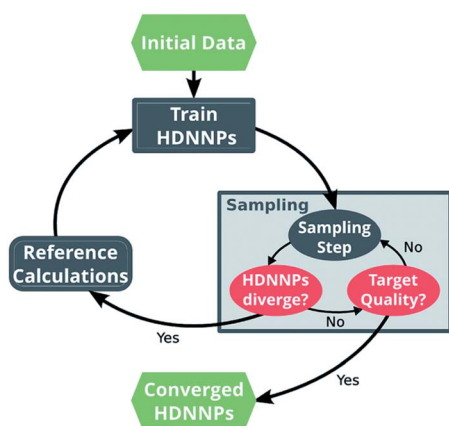 Initial Data
Train
HDNNPs
Sampling
Sampling
Step
No
Reference
Calculations
HDNNPs
diverge?
Target
Quality?
No
Yes
Yes
Converged
HDNNPs